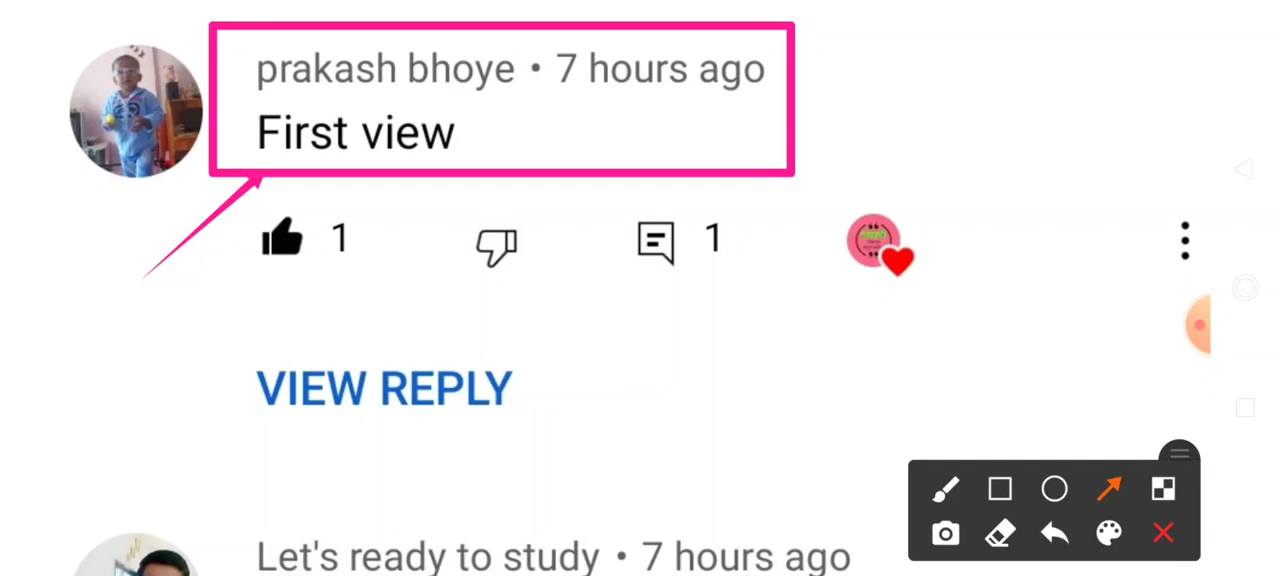 prakash bhoye • 7 hours ago
First view
1
1
VIEW REPLY
Let's ready to study • 7 hours ago